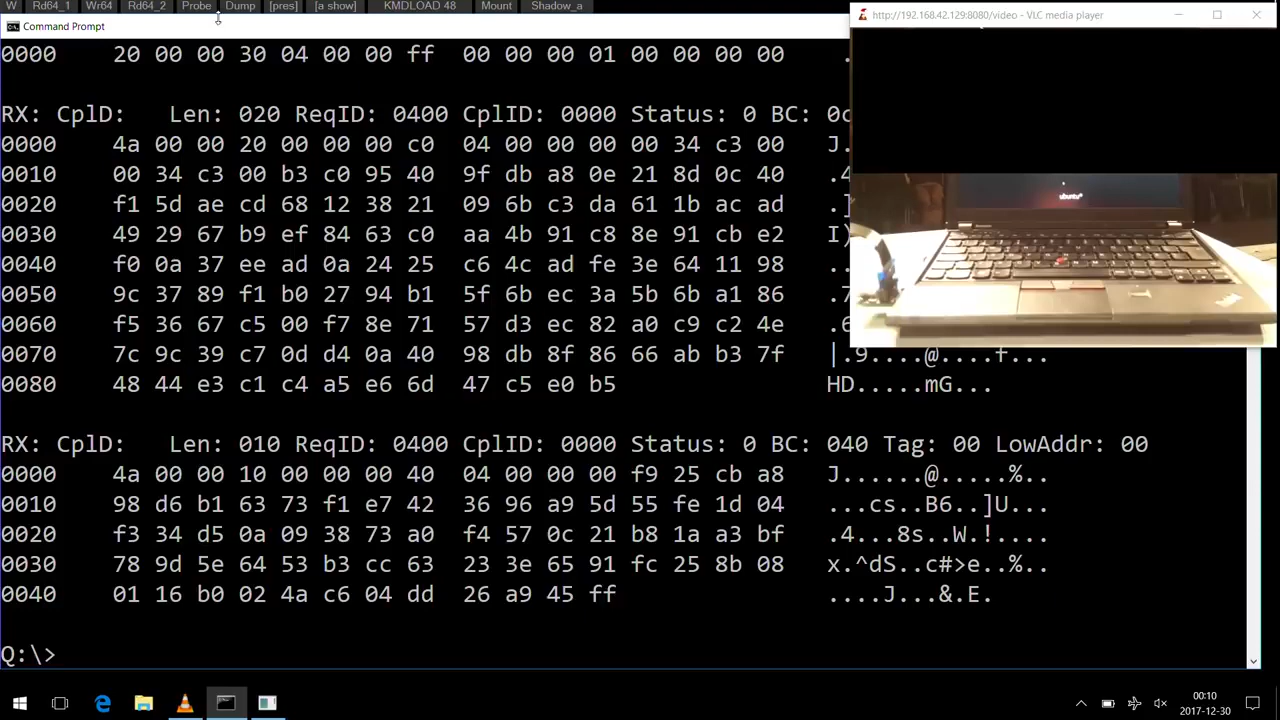 W Rd64_1 Wr64 Rd64_2 Probe Dump [pres] [a show] KMDLOAD 48 Mount Shadow_a
http://192.168.42.129:8080/video - VLC media player
Command Prompt
0000 20 00 00 30 04 00 00 ff 00 00 00 01 00 00 00 00 .
RX: CplD: Len: 020 ReqID: 0400 CplID: 0000 Status: 0 BC: 0c
0000 4a 00 00 20 00 00 00 c0 04 00 00 00 00 34 c3 00 J.
0010 00 34 c3 00 b3 c0 95 40 9f db a8 0e 21 8d 0c 40 .4
0020 f1 5d ae cd 68 12 38 21 09 6b c3 da 61 1b ac ad .]
0030 49 29 67 b9 ef 84 63 c0 aa 4b 91 c8 8e 91 cb e2 I)
0040 f0 0a 37 ee ad 0a 24 25 c6 4c ad fe 3e 64 11 98 ..
0050 9c 37 89 f1 b0 27 94 b1 5f 6b ec 3a 5b 6b a1 86 .7
0060 f5 36 67 c5 00 f7 8e 71 57 d3 ec 82 a0 c9 c2 4e .6
0070 7c 9c 39 c7 0d d4 0a 40 98 db 8f 86 66 ab b3 7f |.9....@....f...
0080 48 44 e3 c1 c4 a5 e6 6d 47 c5 e0 b5 HD.....mG...
RX: CplD: Len: 010 ReqID: 0400 CplID: 0000 Status: 0 BC: 040 Tag: 00 LowAddr: 00
0000 4a 00 00 10 00 00 00 40 04 00 00 00 f9 25 cb a8 J......@.....%..
0010 98 d6 b1 63 73 f1 e7 42 36 96 a9 5d 55 fe 1d 04 ...cs..B6..]U...
0020 f3 34 d5 0a 09 38 73 a0 f4 57 0c 21 b8 1a a3 bf .4...8s..W.!....
0030 78 9d 5e 64 53 b3 cc 63 23 3e 65 91 fc 25 8b 08 x.^dS..c#>e..%..
0040 01 16 b0 02 4a c6 04 dd 26 a9 45 ff ....J...&.E.
Q:\>
ubuntu
00:10
2017-12-30